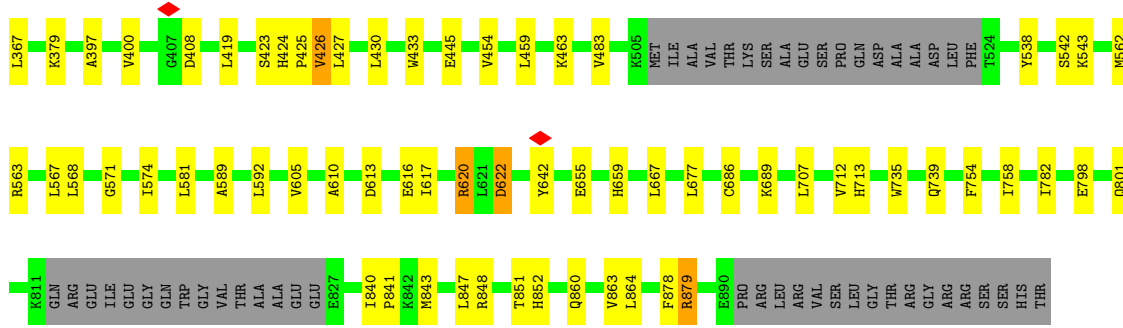 L367 K379 A397 V400 G407 D408 L419 S423 H424 P425 V426 L427 L430 W433 E445 V454 L459 K463 V483 K505 MET ILE ALA VAL THR LYS SER ALA GLU SER PRO GLN ASP ALA ALA ASP LEU PHE T524 Y538 S542 K543 M562
R563 L567 L568 G571 I574 L581 A589 L592 V605 A610 D613 E616 I617 R620 L621 D622 Y642 E655 H659 L667 L677 C686 K689 L707 V712 H713 W735 Q739 F754 I758 I782 E798 Q801
K811 GLN ARG GLU ILE GLU GLY GLN TRP GLY VAL THR ALA ALA GLU GLU E827 I840 P841 K842 M843 L847 R848 T851 H852 Q860 V863 L864 F878 R879 E890 PRO ARG LEU ARG VAL SER LEU GLY THR ARG GLY ARG ARG SER SER HIS THR